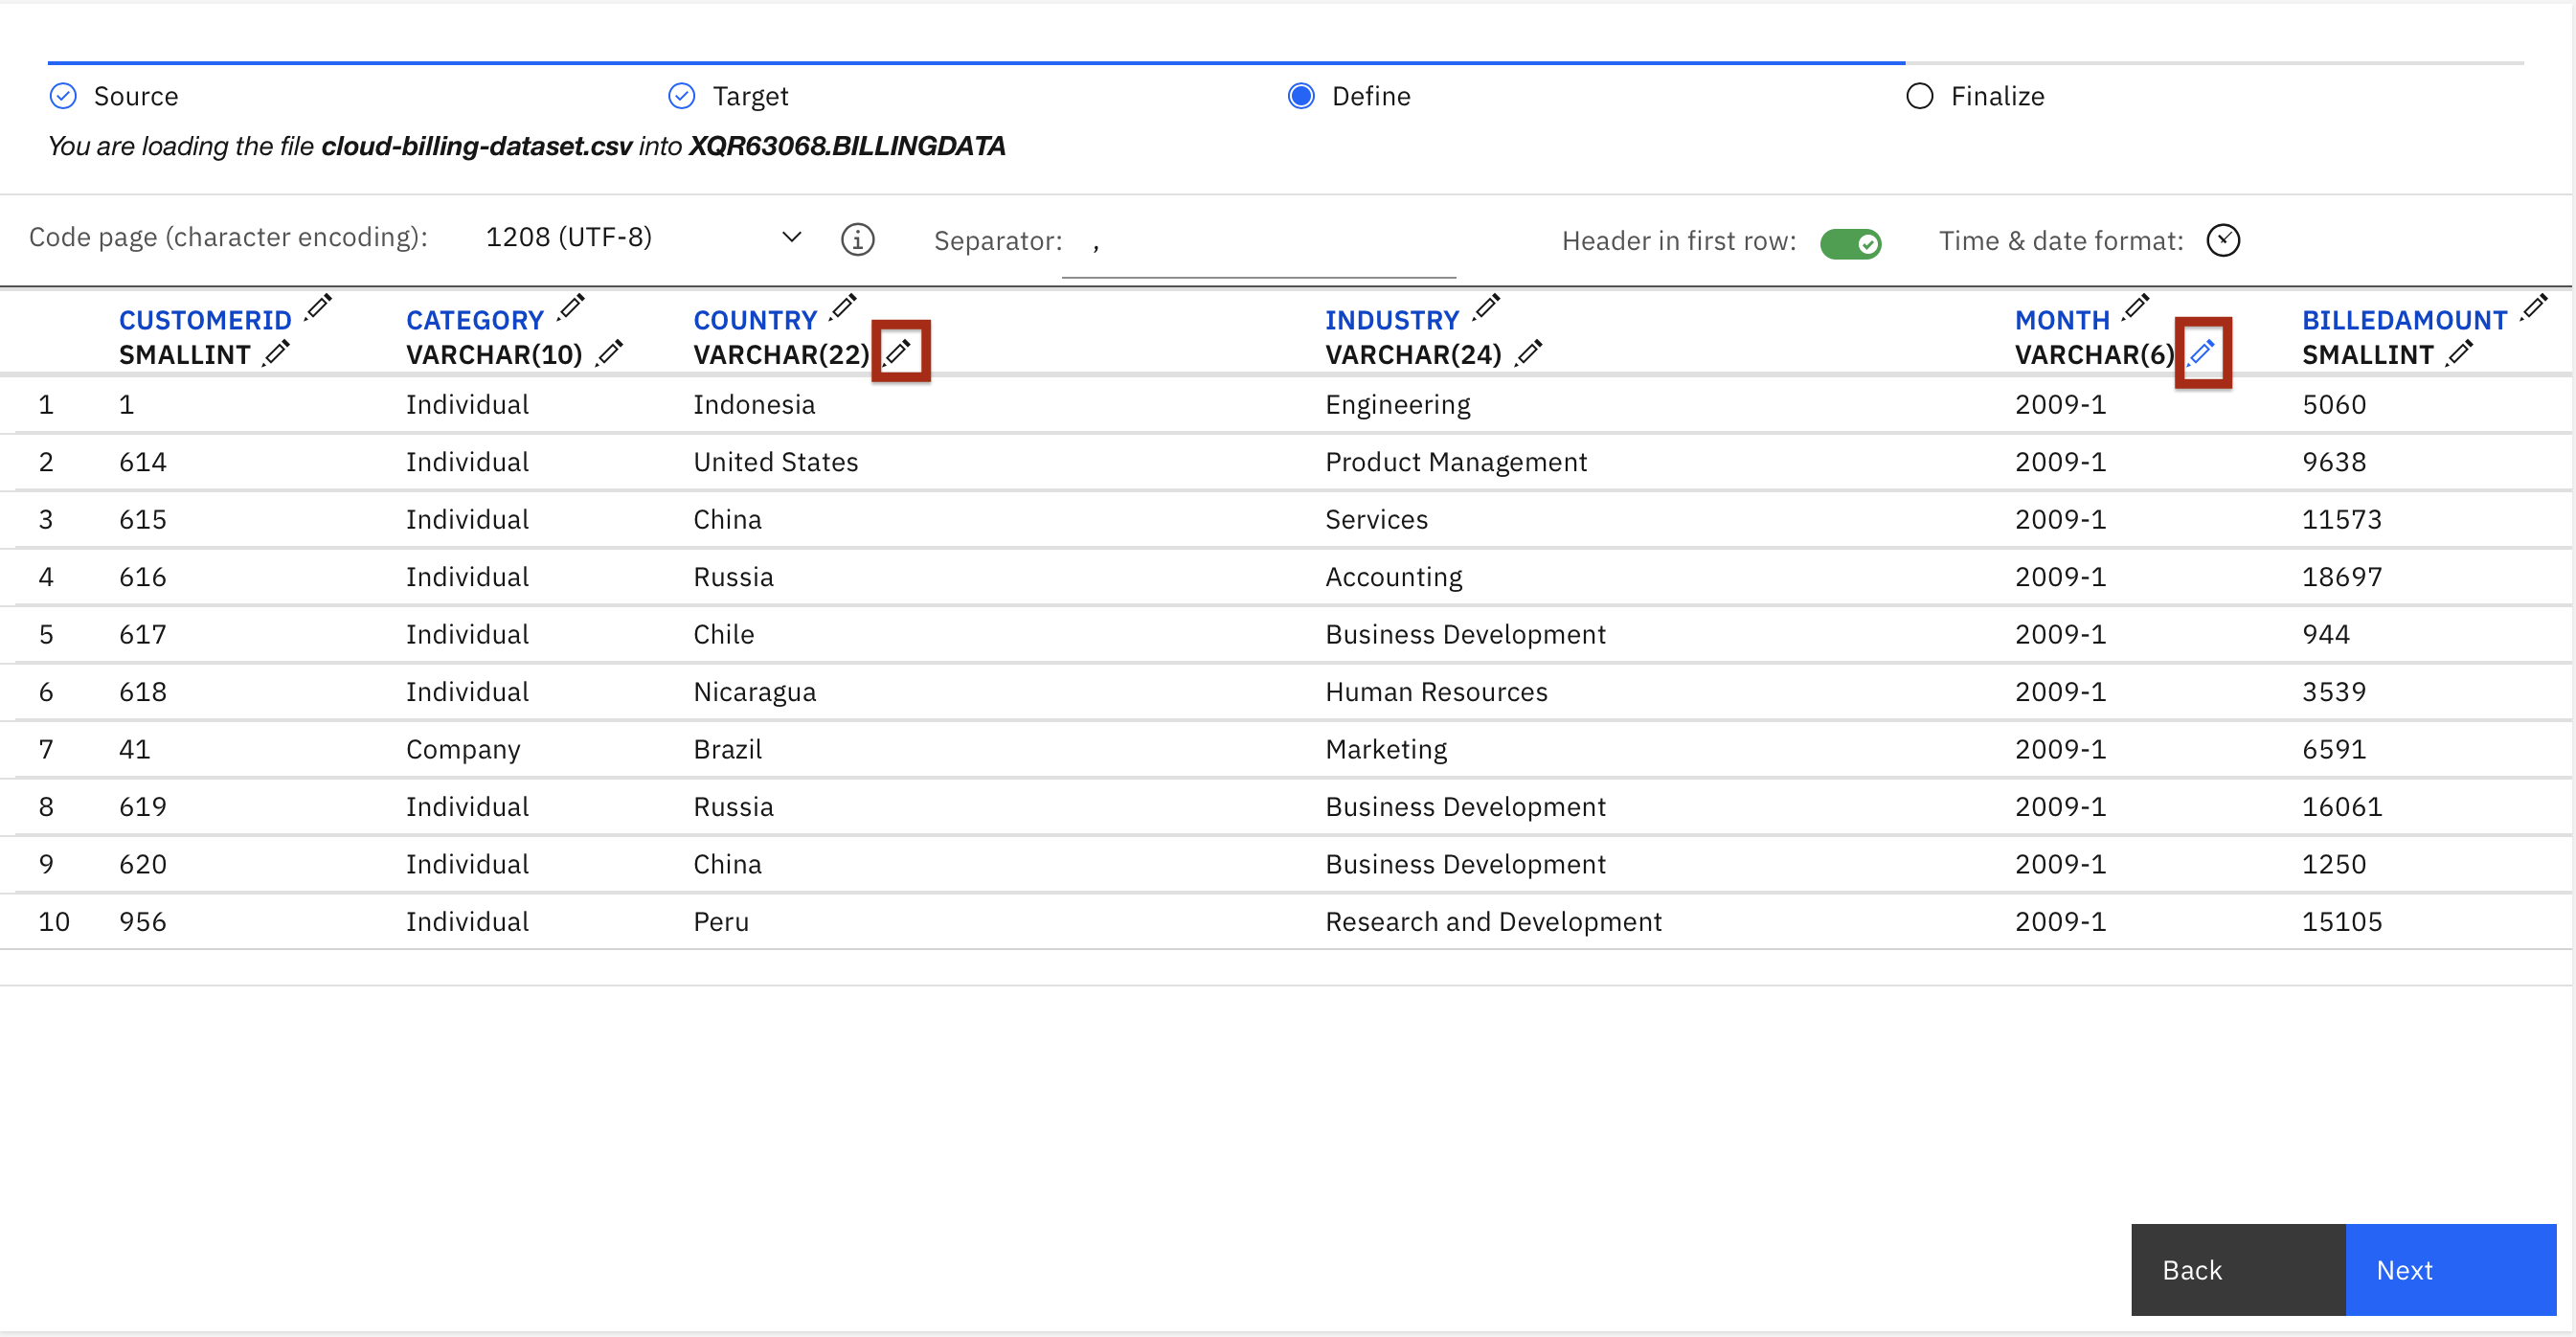 Source Target Define Finalize
You are loading the file cloud-billing-dataset.csv into XQR63068.BILLINGDATA
Code page (character encoding): 1208 (UTF-8) Separator: , Header in first row: Time & date format:
CUSTOMERID CATEGORY COUNTRY INDUSTRY MONTH BILLEDAMOUNT
SMALLINT VARCHAR(10) VARCHAR(22) VARCHAR(24) VARCHAR(6) SMALLINT
1 1 Individual Indonesia Engineering 2009-1 5060
2 614 Individual United States Product Management 2009-1 9638
3 615 Individual China Services 2009-1 11573
4 616 Individual Russia Accounting 2009-1 18697
5 617 Individual Chile Business Development 2009-1 944
6 618 Individual Nicaragua Human Resources 2009-1 3539
7 41 Company Brazil Marketing 2009-1 6591
8 619 Individual Russia Business Development 2009-1 16061
9 620 Individual China Business Development 2009-1 1250
10 956 Individual Peru Research and Development 2009-1 15105
Back Next